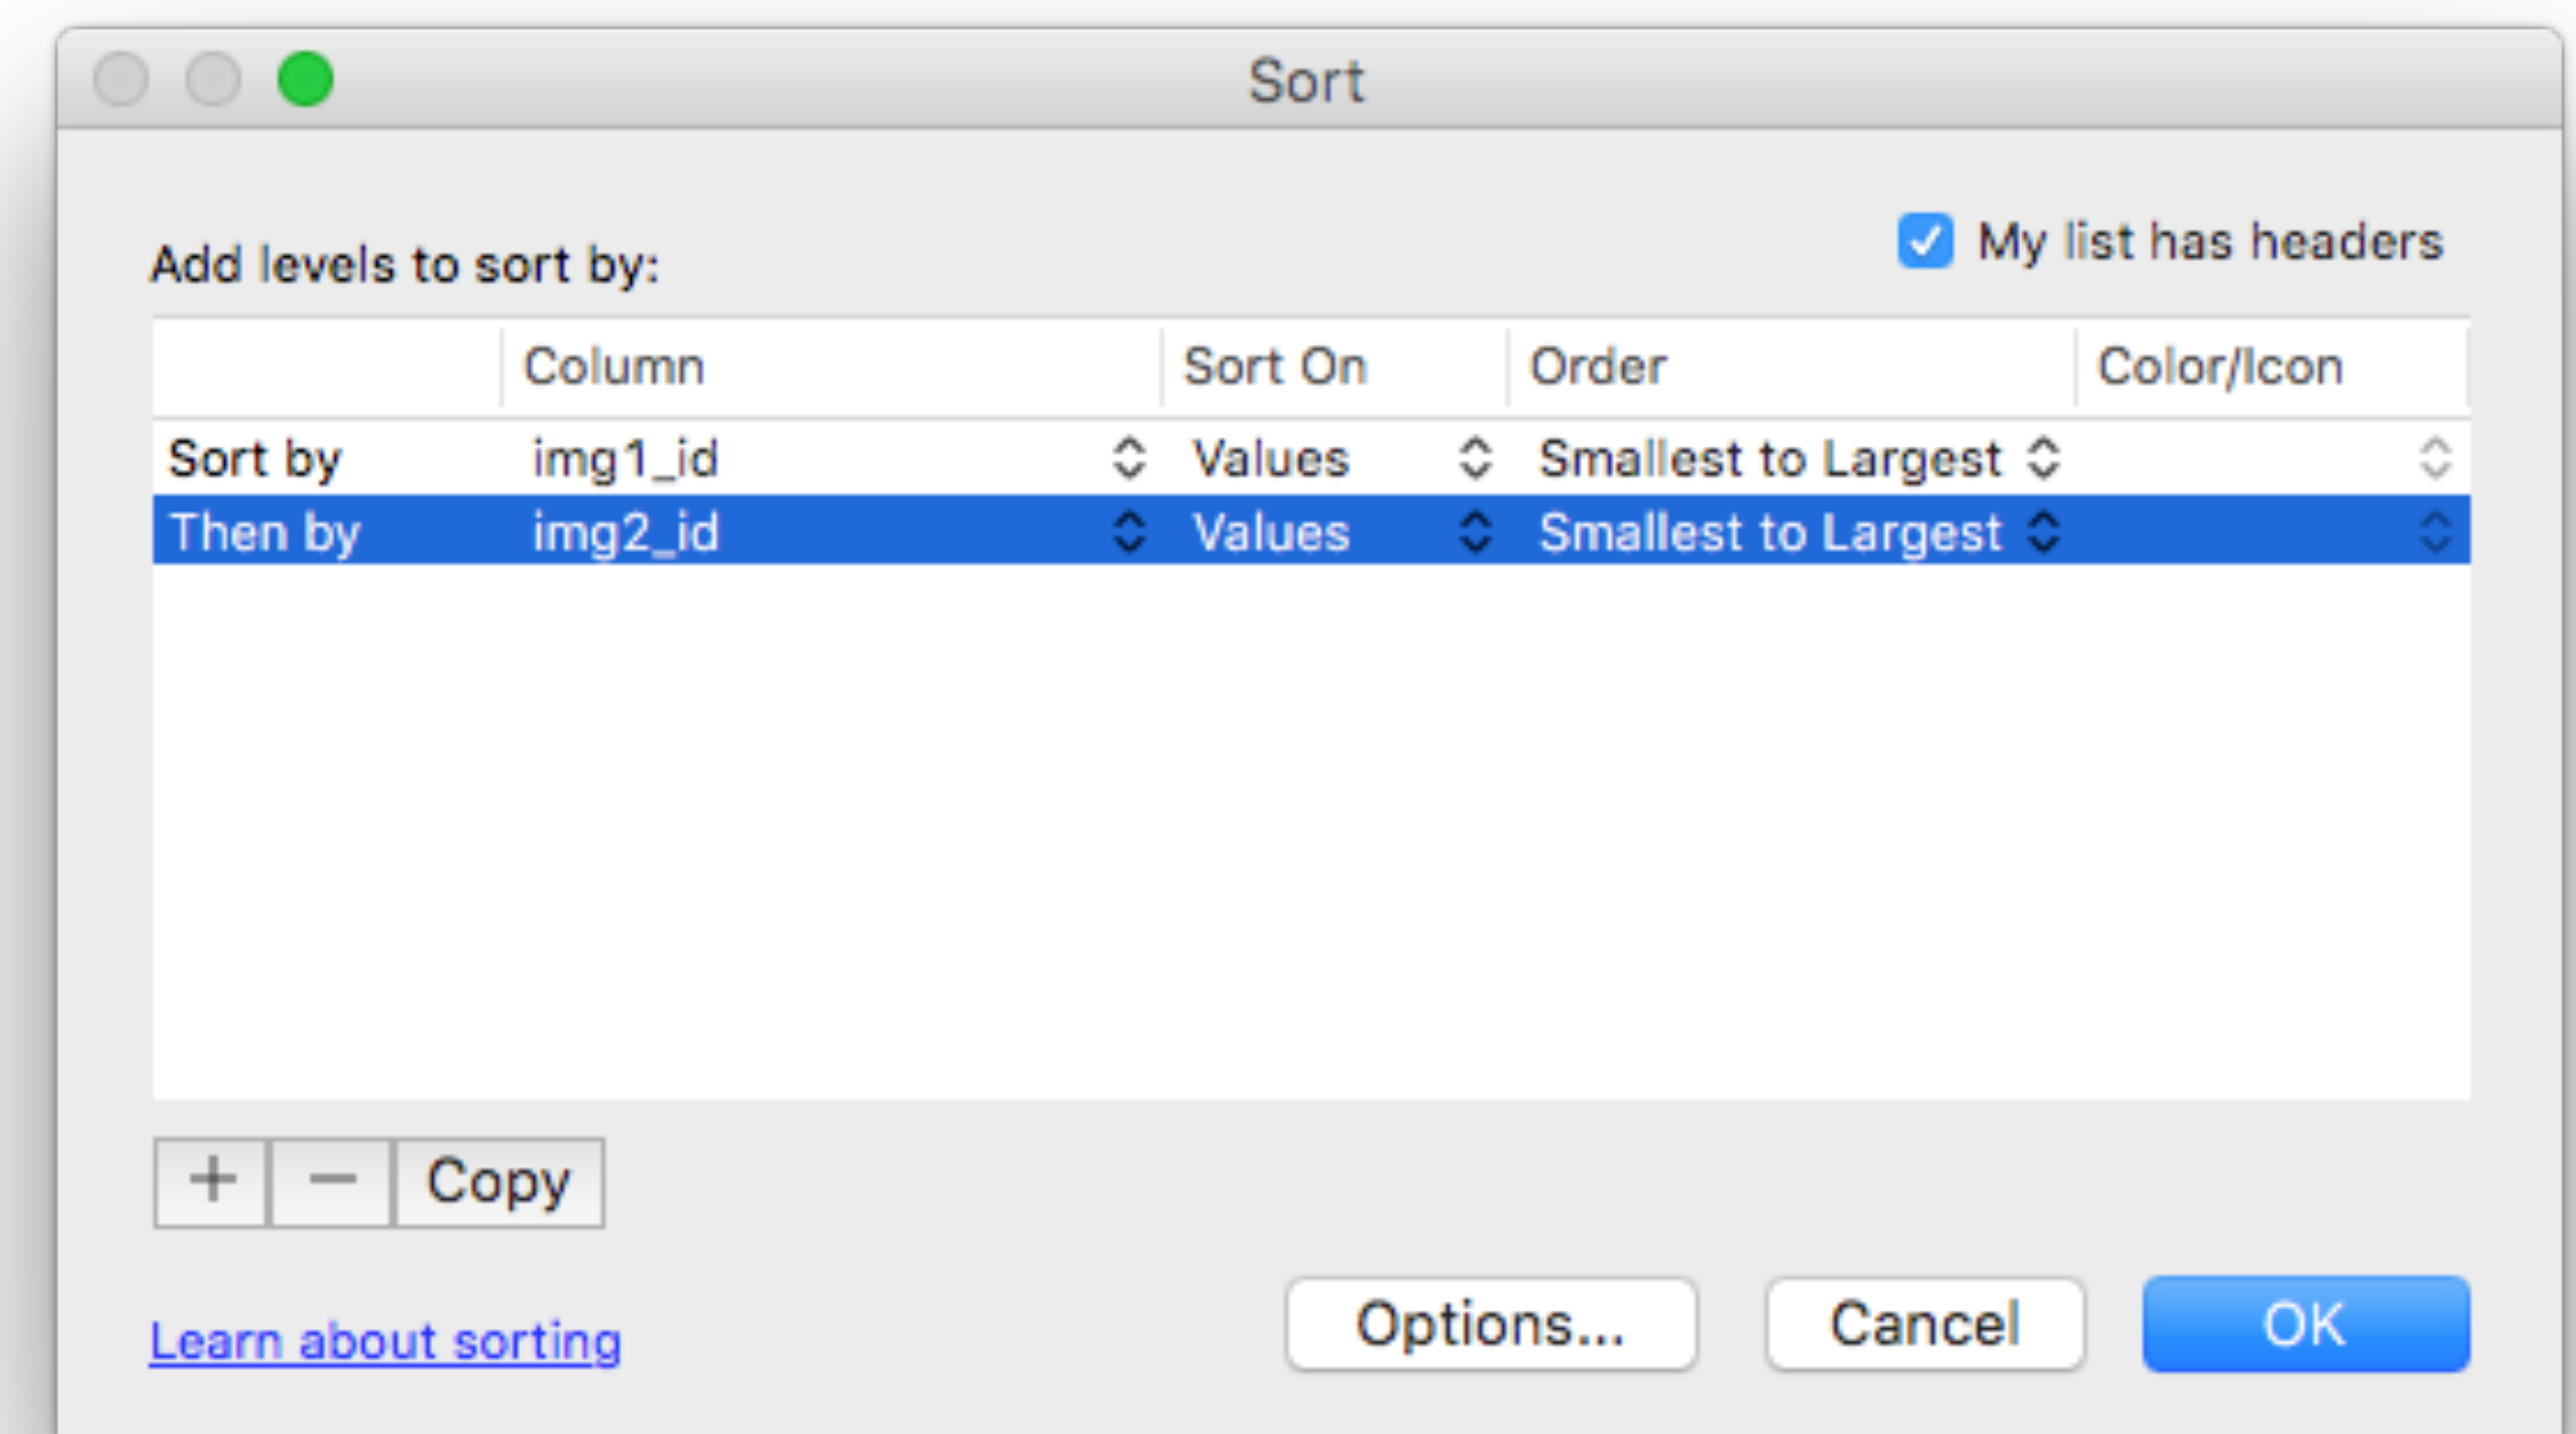 Sort
My list has headers
Add levels to sort by:
Column Sort On Order Color/Icon
Sort by img1_id Values Smallest to Largest
Then by img2_id Values Smallest to Largest
+ − Copy
Options... Cancel OK
Learn about sorting